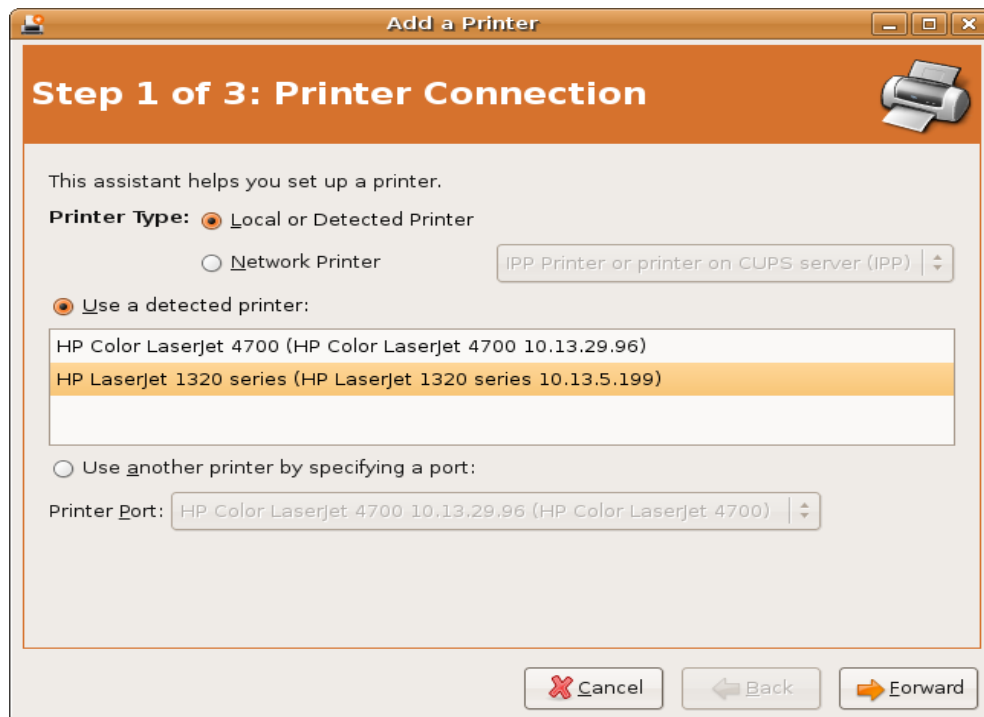 Add a Printer
Step 1 of 3: Printer Connection
This assistant helps you set up a printer.
Printer Type: Local or Detected Printer
Network Printer IPP Printer or printer on CUPS server (IPP)
Use a detected printer:
HP Color LaserJet 4700 (HP Color LaserJet 4700 10.13.29.96)
HP LaserJet 1320 series (HP LaserJet 1320 series 10.13.5.199)
Use another printer by specifying a port:
Printer Port: HP Color LaserJet 4700 10.13.29.96 (HP Color LaserJet 4700)
Cancel Back Forward